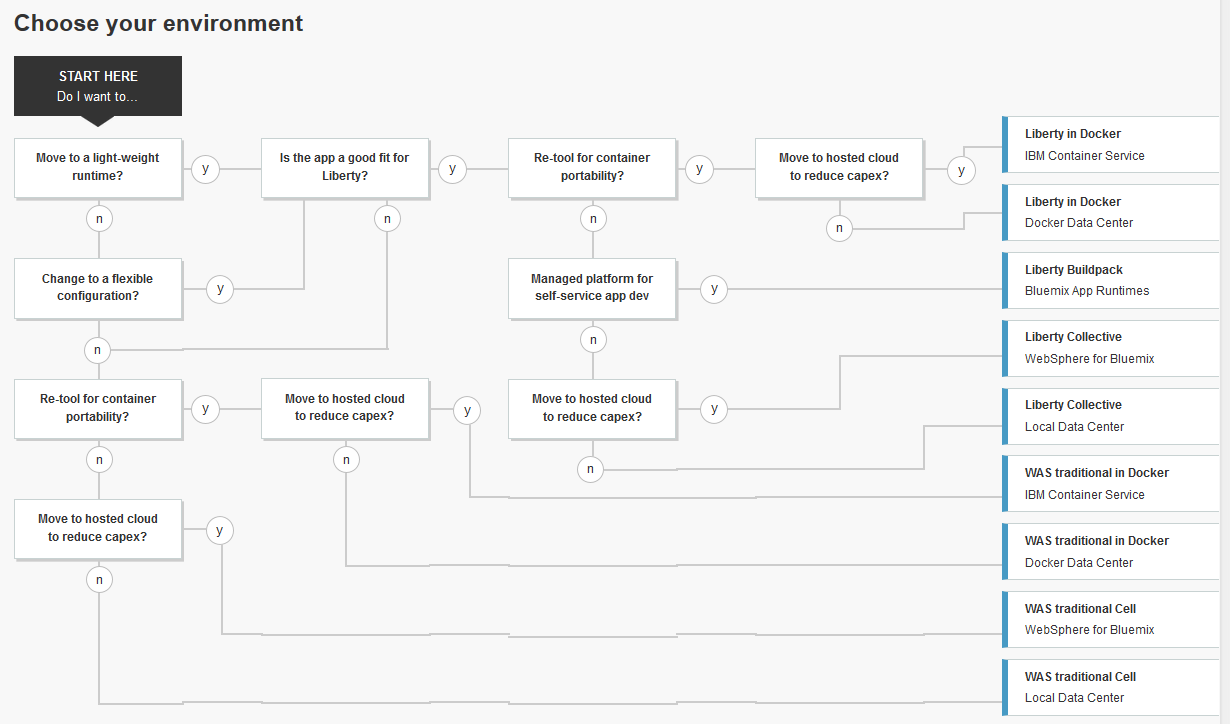 Choose your environment
START HERE
Do I want to...
Move to a light-weight
runtime?
y
Is the app a good fit for
Liberty?
y
Re-tool for container
portability?
y
Move to hosted cloud
to reduce capex?
y
Liberty in Docker
IBM Container Service
n
n
n
n
Liberty in Docker
Docker Data Center
Change to a flexible
configuration?
y
Managed platform for
self-service app dev
y
Liberty Buildpack
Bluemix App Runtimes
n
n
Liberty Collective
WebSphere for Bluemix
Re-tool for container
portability?
y
Move to hosted cloud
to reduce capex?
y
Move to hosted cloud
to reduce capex?
y
Liberty Collective
Local Data Center
n
n
n
WAS traditional in Docker
IBM Container Service
Move to hosted cloud
to reduce capex?
y
WAS traditional in Docker
Docker Data Center
n
WAS traditional Cell
WebSphere for Bluemix
WAS traditional Cell
Local Data Center